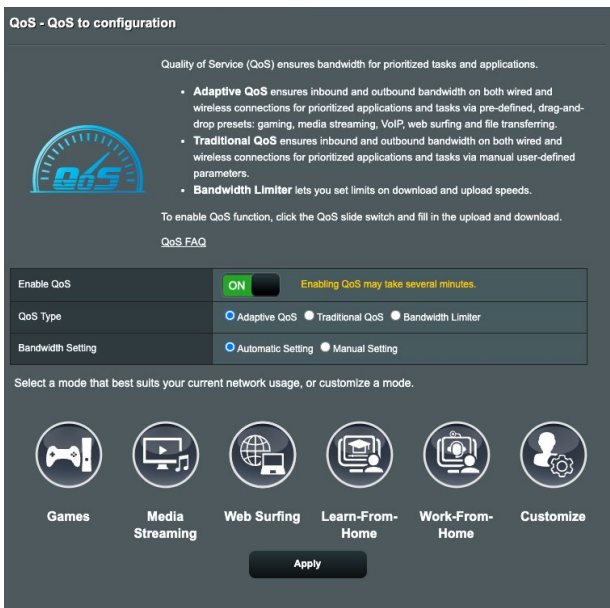 QoS - QoS to configuration
Quality of Service (QoS) ensures bandwidth for prioritized tasks and applications.
• Adaptive QoS ensures inbound and outbound bandwidth on both wired and
wireless connections for prioritized applications and tasks via pre-defined, drag-and-
drop presets: gaming, media streaming, VoIP, web surfing and file transferring.
• Traditional QoS ensures inbound and outbound bandwidth on both wired and
wireless connections for prioritized applications and tasks via manual user-defined
parameters.
• Bandwidth Limiter lets you set limits on download and upload speeds.
QoS
To enable QoS function, click the QoS slide switch and fill in the upload and download.
QoS FAQ
Enable QoS ON Enabling QoS may take several minutes.
QoS Type Adaptive QoS Traditional QoS Bandwidth Limiter
Bandwidth Setting Automatic Setting Manual Setting
Select a mode that best suits your current network usage, or customize a mode.
Games Media Web Surfing Learn-From- Work-From- Customize
Streaming Home Home
Apply